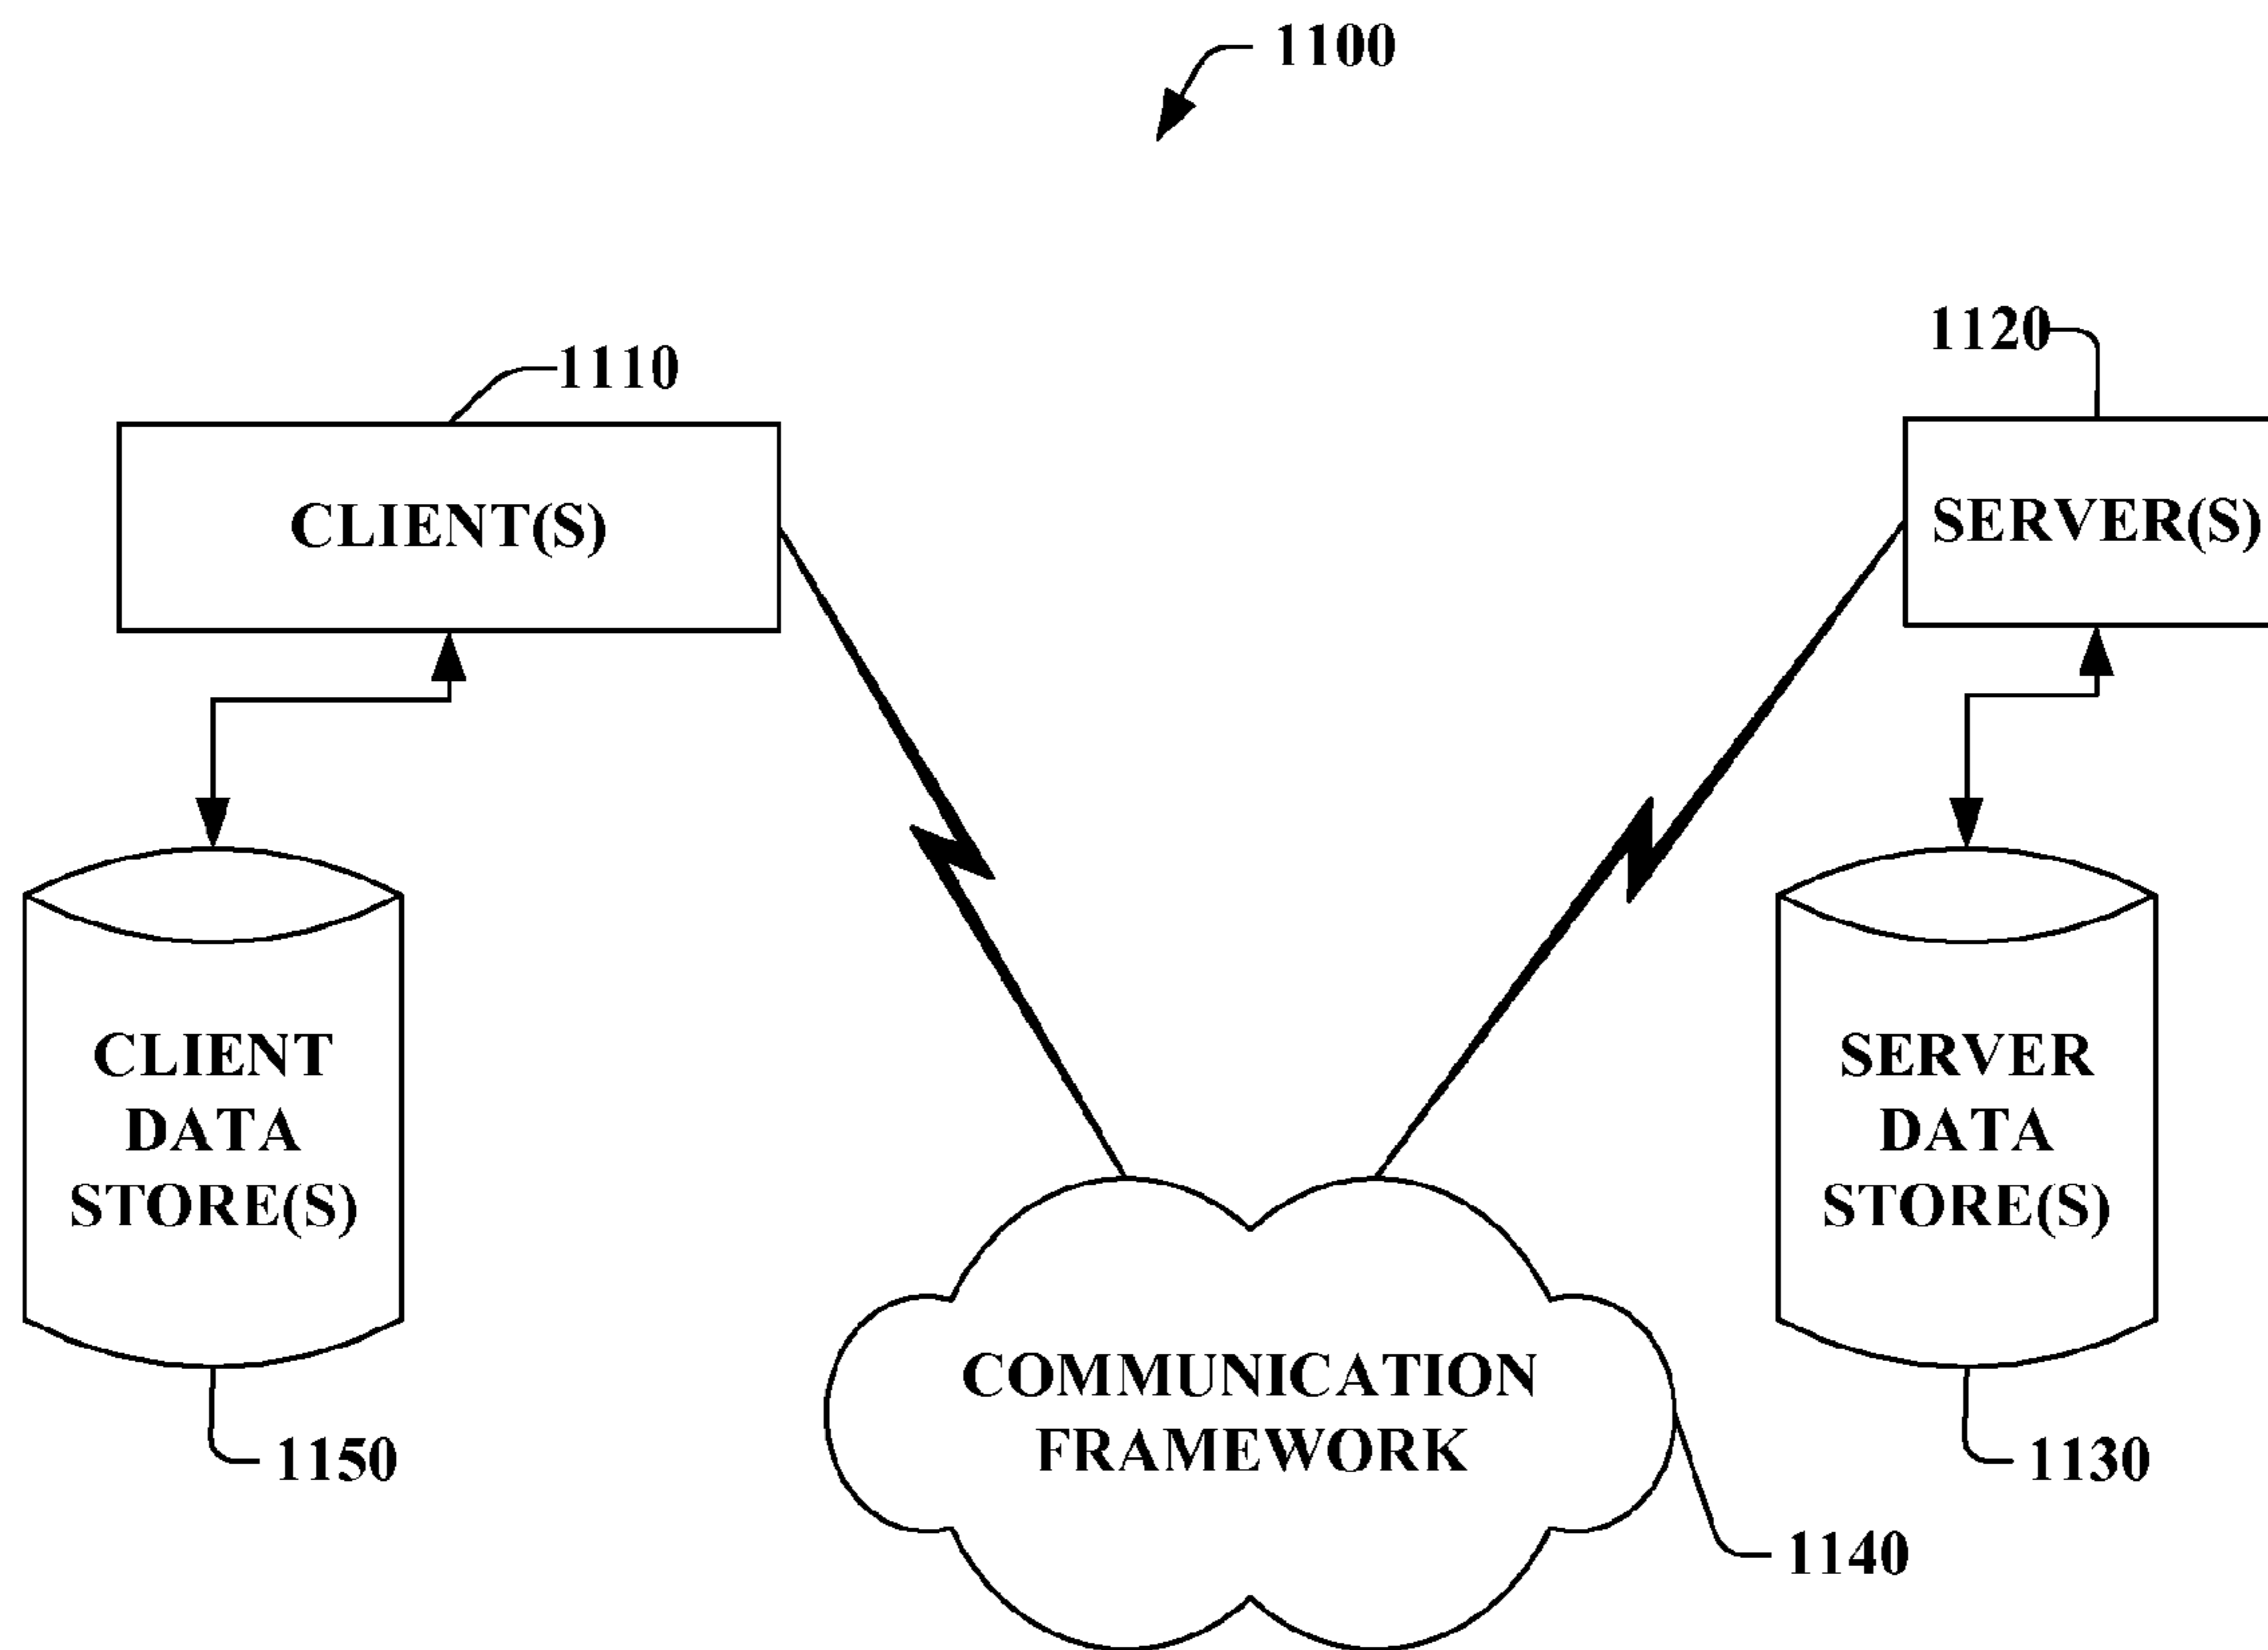 1100
1110
1120
CLIENT(S)
SERVER(S)
CLIENT
DATA
STORE(S)
SERVER
DATA
STORE(S)
COMMUNICATION
FRAMEWORK
1150
1130
1140